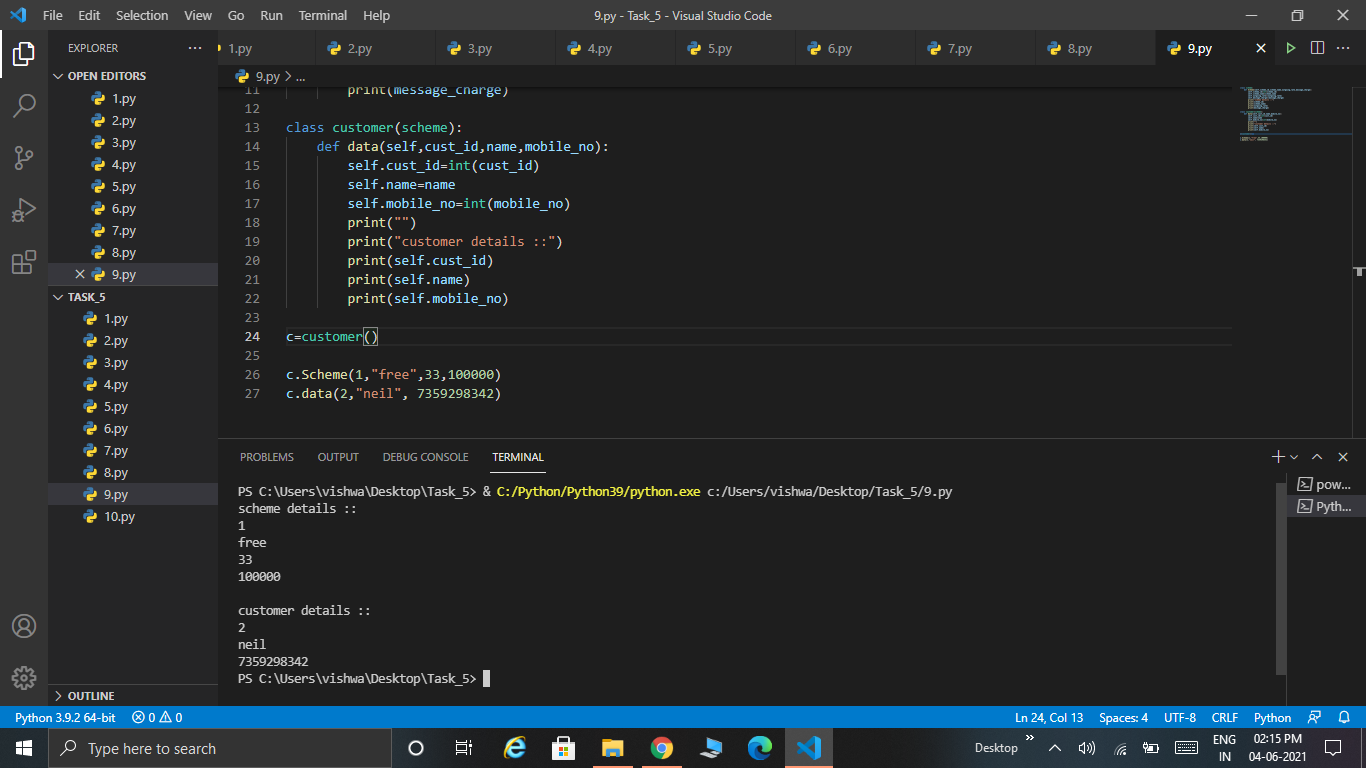 File Edit Selection View Go Run Terminal Help 9.py - Task_5 - Visual Studio Code
EXPLORER
OPEN EDITORS
1.py
2.py
3.py
4.py
5.py
6.py
7.py
8.py
9.py
TASK_5
1.py
2.py
3.py
4.py
5.py
6.py
7.py
8.py
9.py
10.py
OUTLINE
1.py 2.py 3.py 4.py 5.py 6.py 7.py 8.py 9.py
9.py > ...
11 print(message_charge)
12
13 class customer(scheme):
14 def data(self,cust_id,name,mobile_no):
15 self.cust_id=int(cust_id)
16 self.name=name
17 self.mobile_no=int(mobile_no)
18 print("")
19 print("customer details ::")
20 print(self.cust_id)
21 print(self.name)
22 print(self.mobile_no)
23
24 c=customer()
25
26 c.Scheme(1,"free",33,100000)
27 c.data(2,"neil", 7359298342)
PROBLEMS OUTPUT DEBUG CONSOLE TERMINAL
PS C:\Users\vishwa\Desktop\Task_5> & C:/Python/Python39/python.exe c:/Users/vishwa/Desktop/Task_5/9.py
scheme details ::
1
free
33
100000
customer details ::
2
neil
7359298342
PS C:\Users\vishwa\Desktop\Task_5>
pow...
Pyth...
Python 3.9.2 64-bit 0 0 Ln 24, Col 13 Spaces: 4 UTF-8 CRLF Python
Type here to search Desktop ENG 02:15 PM
IN 04-06-2021